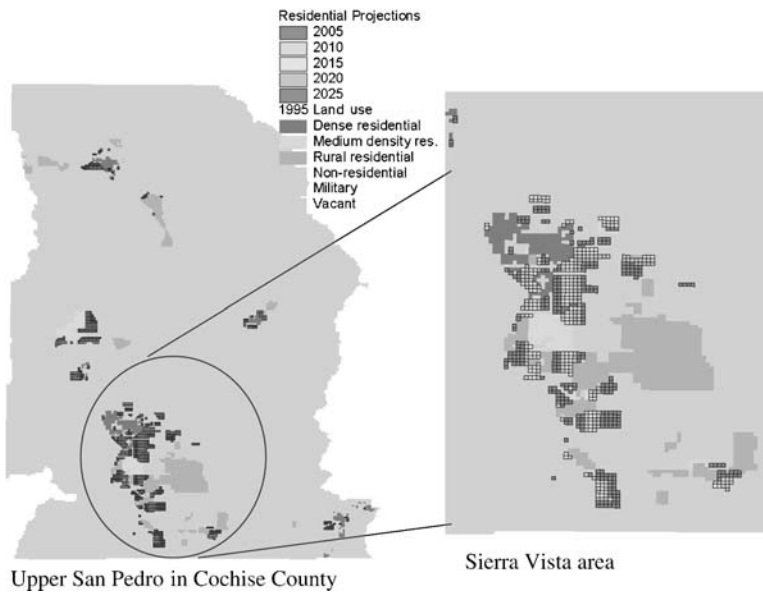 Residential Projections
2005
2010
2015
2020
2025
1995 Land use
Dense residential
Medium density res.
Rural residential
Non-residential
Military
Vacant
Upper San Pedro in Cochise County
Sierra Vista area